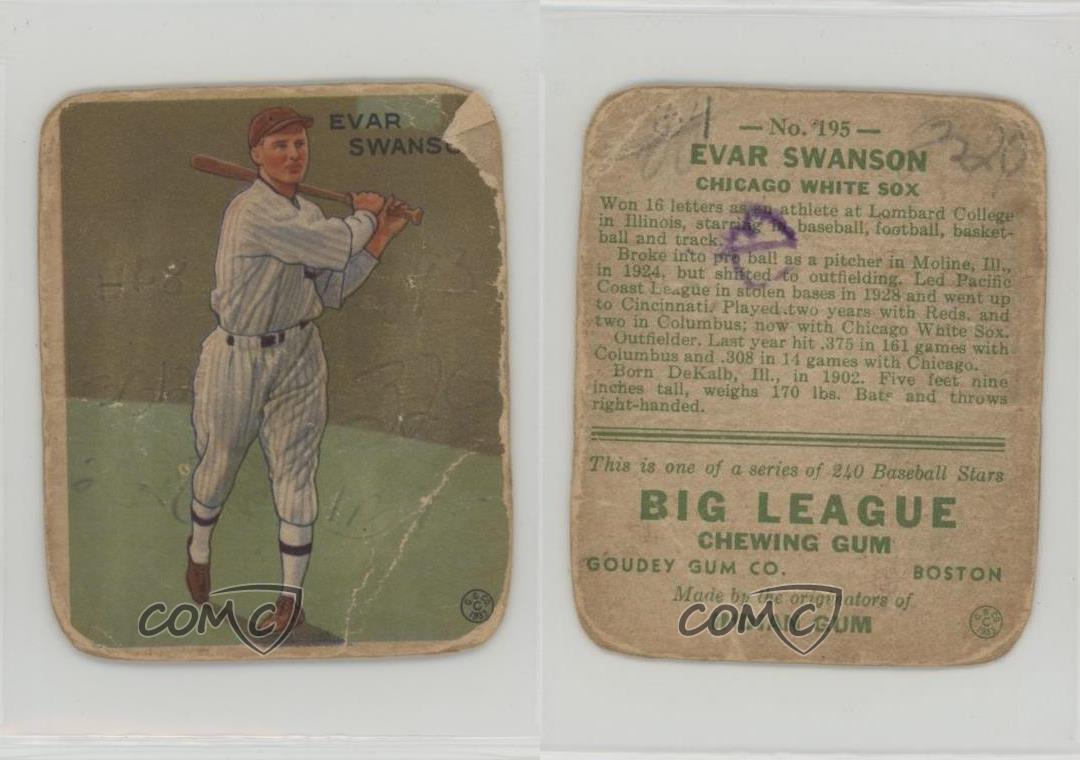 EVAR
SWANSO
COMC
G.G.CO.
C
1933
No. 195
EVAR SWANSON
CHICAGO WHITE SOX
Won 16 letters as an athlete at Lombard College
in Illinois, starring in baseball, football, basket-
ball and track.
Broke into pro ball as a pitcher in Moline, Ill.,
in 1924, but shifted to outfielding. Led Pacific
Coast League in stolen bases in 1928 and went up
to Cincinnati. Played two years with Reds, and
two in Columbus; now with Chicago White Sox.
Outfielder. Last year hit .375 in 161 games with
Columbus and .308 in 14 games with Chicago.
Born DeKalb, Ill., in 1902. Five feet nine
inches tall, weighs 170 lbs. Bats and throws
right-handed.
This is one of a series of 240 Baseball Stars
BIG LEAGUE
CHEWING GUM
GOUDEY GUM CO. BOSTON
Made by the originators of
INDIAN GUM
COMC
G.G.CO.
C
1933